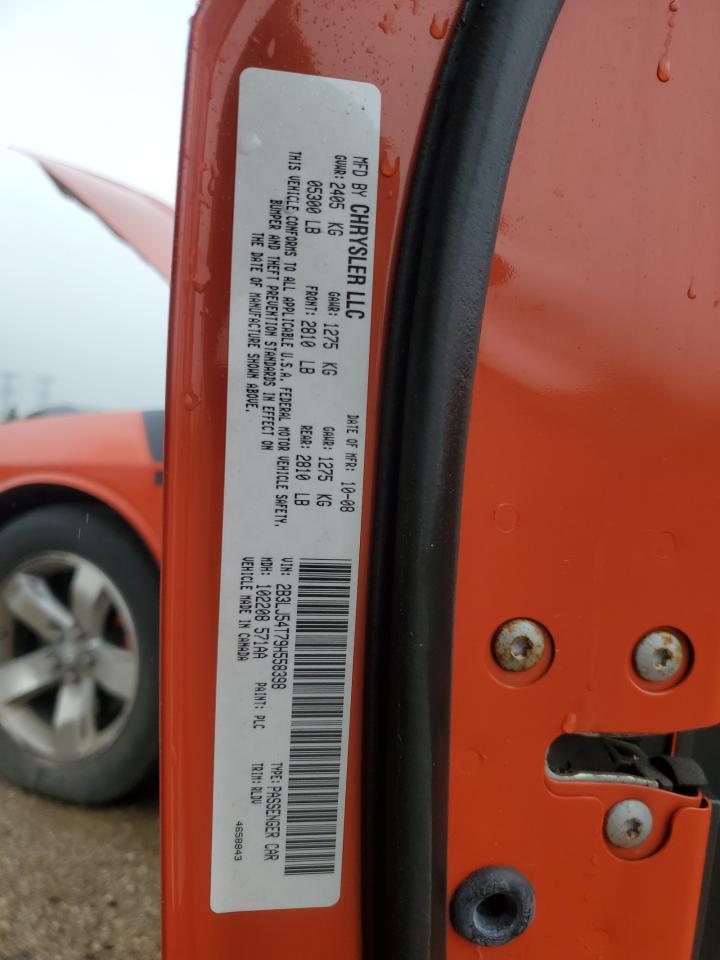 MFD BY CHRYSLER LLC DATE OF MFR: 10-08
GVWR: 2405 KG GAWR: 1275 KG GAWR: 1275 KG
05300 LB FRONT: 2810 LB REAR: 2810 LB
THIS VEHICLE CONFORMS TO ALL APPLICABLE U.S.A. FEDERAL MOTOR VEHICLE SAFETY,
BUMPER AND THEFT PREVENTION STANDARDS IN EFFECT ON
THE DATE OF MANUFACTURE SHOWN ABOVE.
VIN: 2B3LJ54T79H558398 TYPE: PASSENGER CAR
MDH: 102208 571AA PAINT: PLC TRIM: RLDV
VEHICLE MADE IN CANADA
4658843